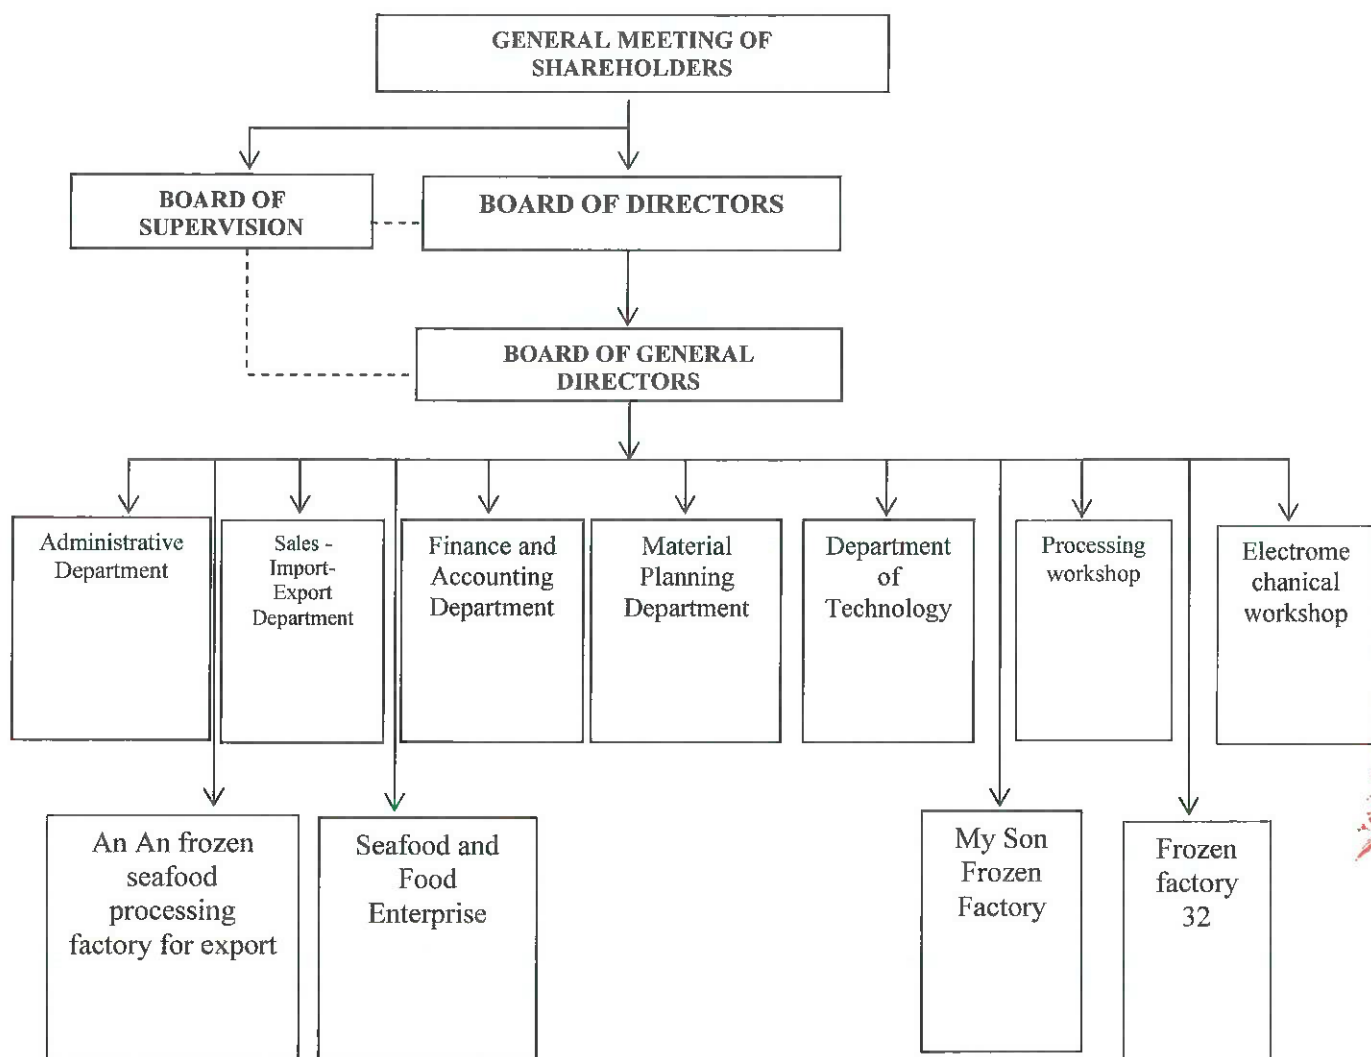 GENERAL MEETING OF
SHAREHOLDERS
BOARD OF
SUPERVISION
BOARD OF DIRECTORS
BOARD OF GENERAL
DIRECTORS
Administrative
Department
Sales -
Import-
Export
Department
Finance and
Accounting
Department
Material
Planning
Department
Department
of
Technology
Processing
workshop
Electrome
chanical
workshop
An An frozen
seafood
processing
factory for export
Seafood and
Food
Enterprise
My Son
Frozen
Factory
Frozen
factory
32